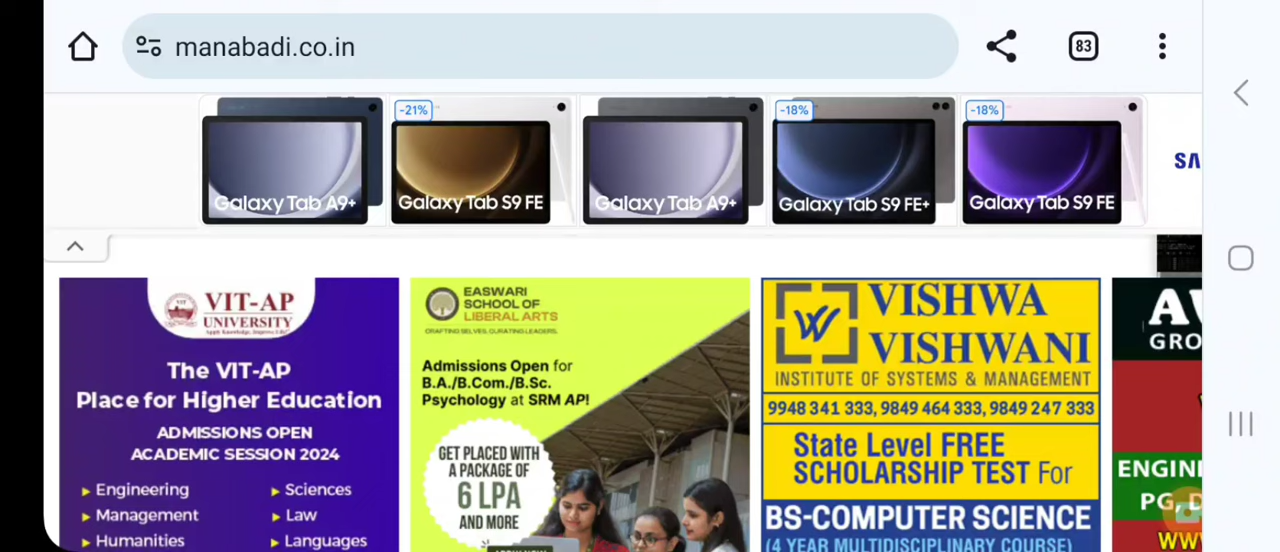 manabadi.co.in
83
-21%
-18%
-18%
Galaxy Tab A9+
Galaxy Tab S9 FE
Galaxy Tab A9+
Galaxy Tab S9 FE+
Galaxy Tab S9 FE
VIT-AP
UNIVERSITY
The VIT-AP
Place for Higher Education
ADMISSIONS OPEN
ACADEMIC SESSION 2024
Engineering
Sciences
Management
Law
Humanities
Languages
EASWARI
SCHOOL OF
LIBERAL ARTS
CRAFTING SELVES. CURATING LEADERS.
Admissions Open for
B.A./B.Com./B.Sc.
Psychology at SRM AP!
GET PLACED WITH
A PACKAGE OF
6 LPA
AND MORE
VISHWA
VISHWANI
INSTITUTE OF SYSTEMS & MANAGEMENT
9948 341 333, 9849 464 333, 9849 247 333
State Level FREE
SCHOLARSHIP TEST For
BS-COMPUTER SCIENCE
(4 YEAR MULTIDISCIPLINARY COURSE)
GRO
ENGIN
PG, D